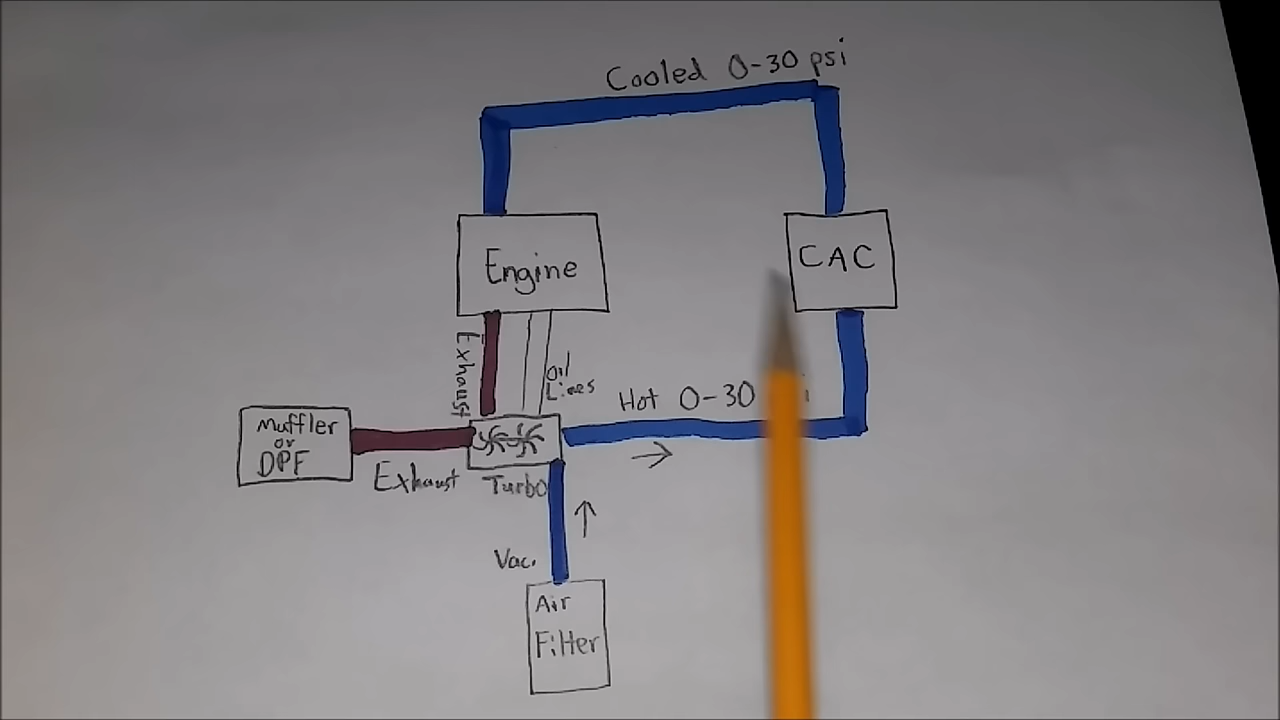 Cooled 0-30 psi
Engine
CAC
Exhaust
Oil
Lines
Hot 0-30
Muffler
or
DPF
Exhaust
Turbo
Vac.
Air
Filter